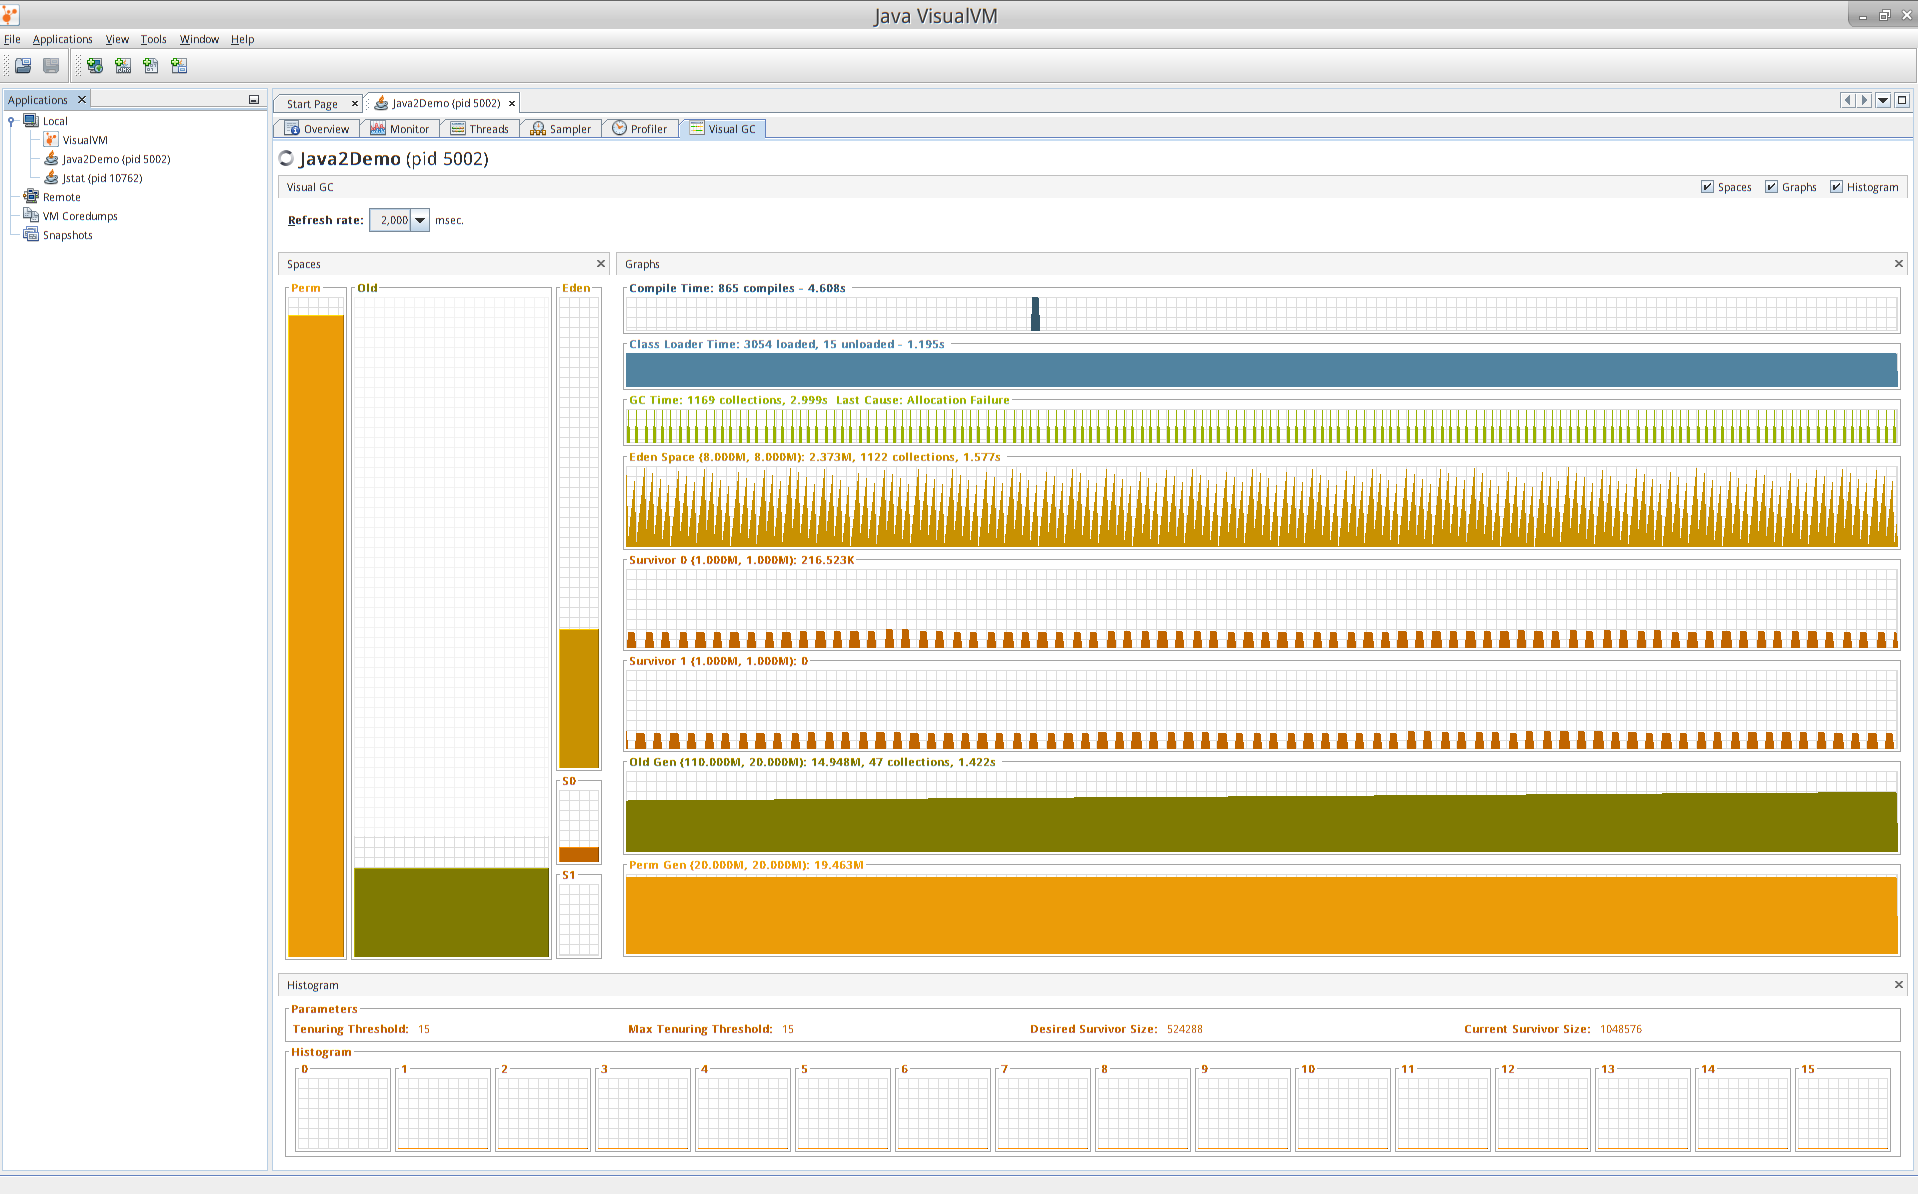 Java VisualVM
File Applications View Tools Window Help
Applications
Start Page Java2Demo (pid 5002)
Local
VisualVM
Java2Demo (pid 5002)
Jstat (pid 10762)
Remote
VM Coredumps
Snapshots
Overview Monitor Threads Sampler Profiler Visual GC
Java2Demo (pid 5002)
Visual GC Spaces Graphs Histogram
Refresh rate: 2,000 msec.
Spaces
Perm Old Eden
S0
S1
Graphs
Compile Time: 865 compiles - 4.608s
Class Loader Time: 3054 loaded, 15 unloaded - 1.195s
GC Time: 1169 collections, 2.999s Last Cause: Allocation Failure
Eden Space (8.000M, 8.000M): 2.373M, 1122 collections, 1.577s
Survivor 0 (1.000M, 1.000M): 216.523K
Survivor 1 (1.000M, 1.000M): 0
Old Gen (110.000M, 20.000M): 14.948M, 47 collections, 1.422s
Perm Gen (20.000M, 20.000M): 19.463M
Histogram
Parameters
Tenuring Threshold: 15 Max Tenuring Threshold: 15 Desired Survivor Size: 524288 Current Survivor Size: 1048576
Histogram
0 1 2 3 4 5 6 7 8 9 10 11 12 13 14 15